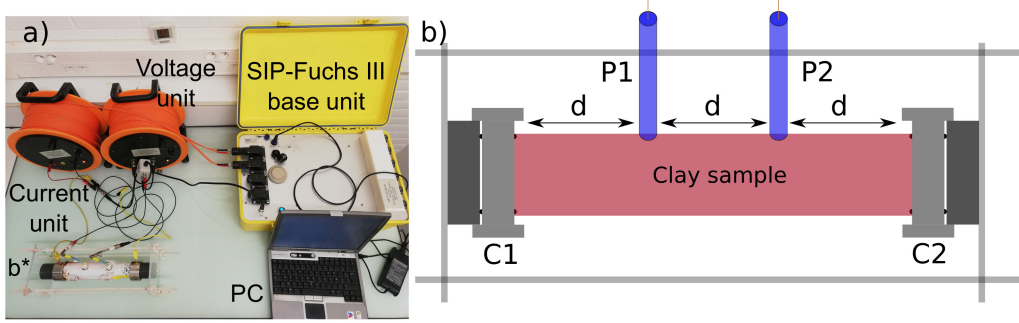 a)
Voltage
unit
SIP-Fuchs III
base unit
Current
unit
b*
PC
b)
P1
P2
d
d
d
Clay sample
C1
C2